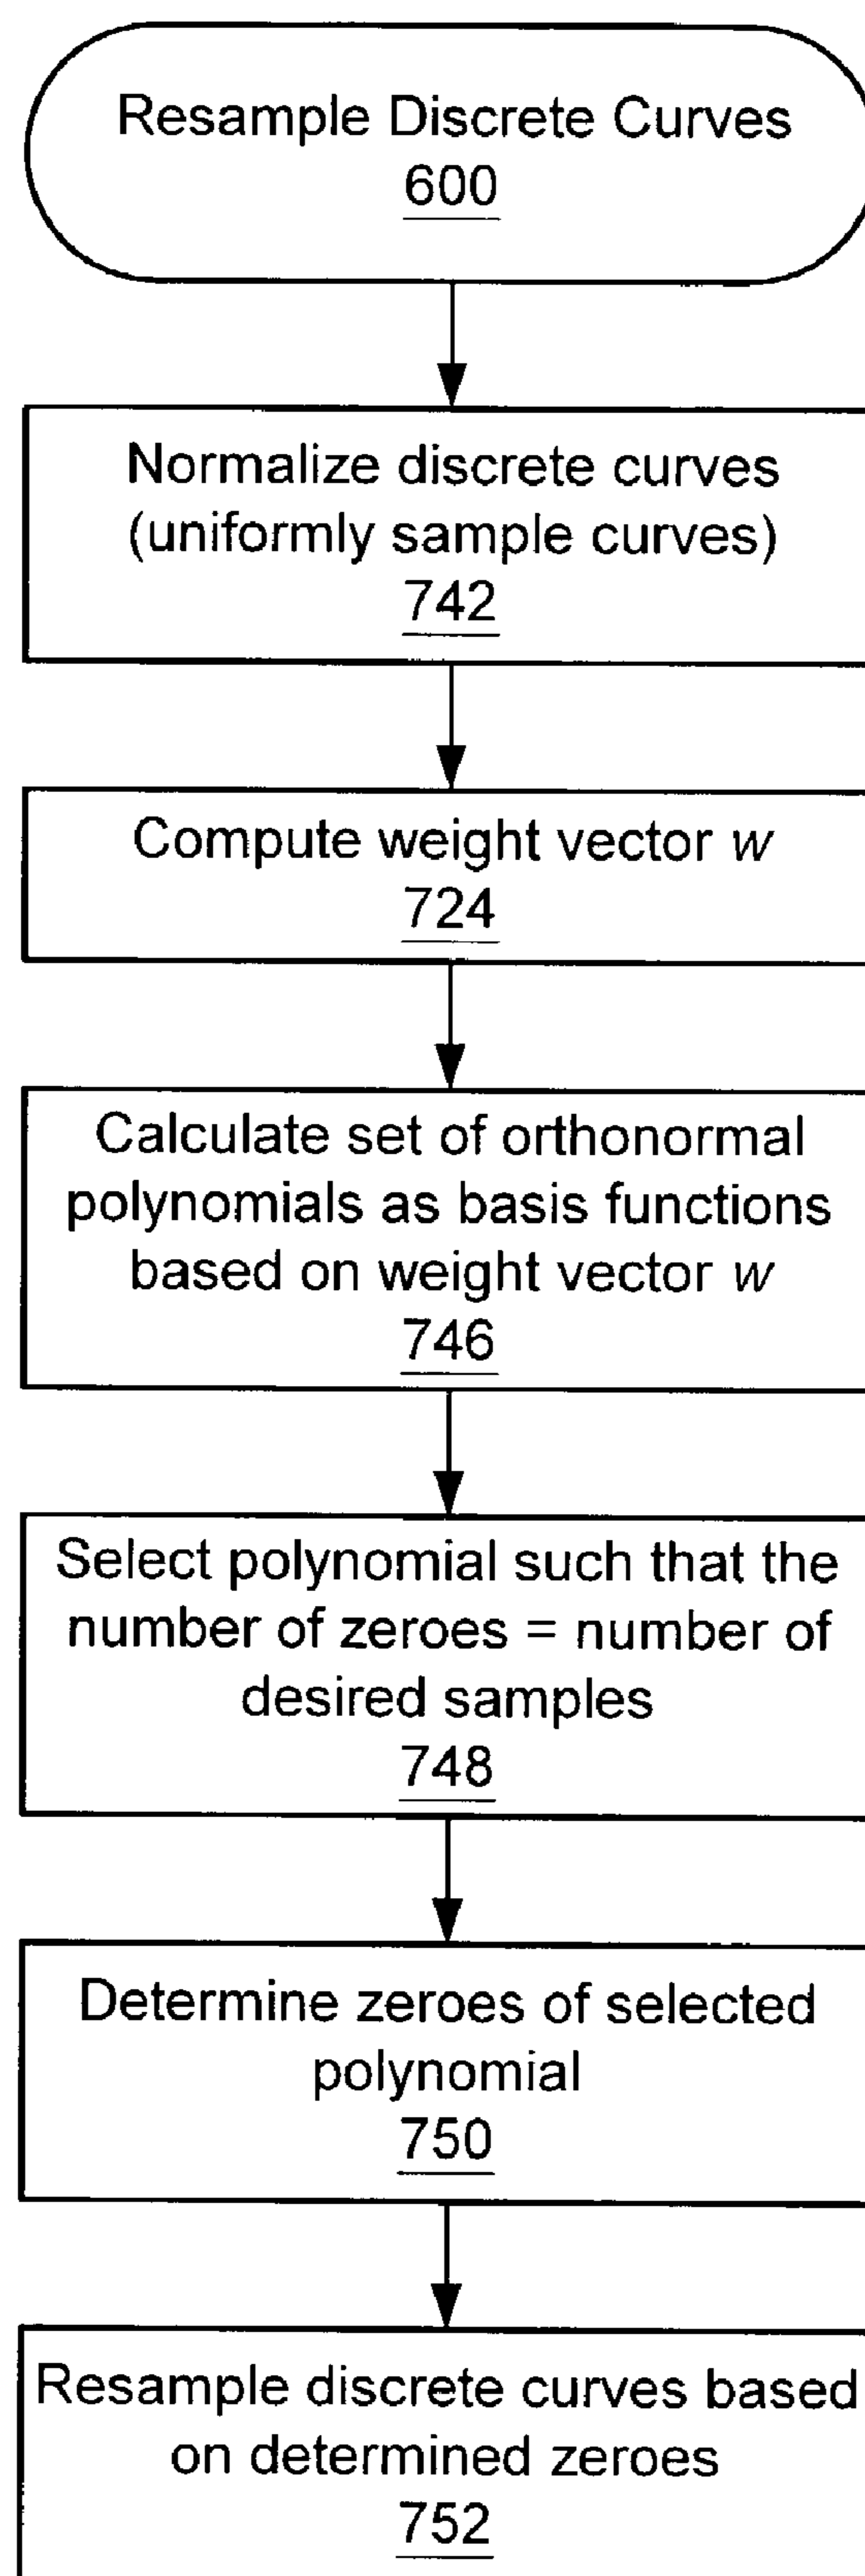 Resample Discrete Curves
600
Normalize discrete curves
(uniformly sample curves)
742
Compute weight vector w
724
Calculate set of orthonormal
polynomials as basis functions
based on weight vector w
746
Select polynomial such that the
number of zeroes = number of
desired samples
748
Determine zeroes of selected
polynomial
750
Resample discrete curves based
on determined zeroes
752